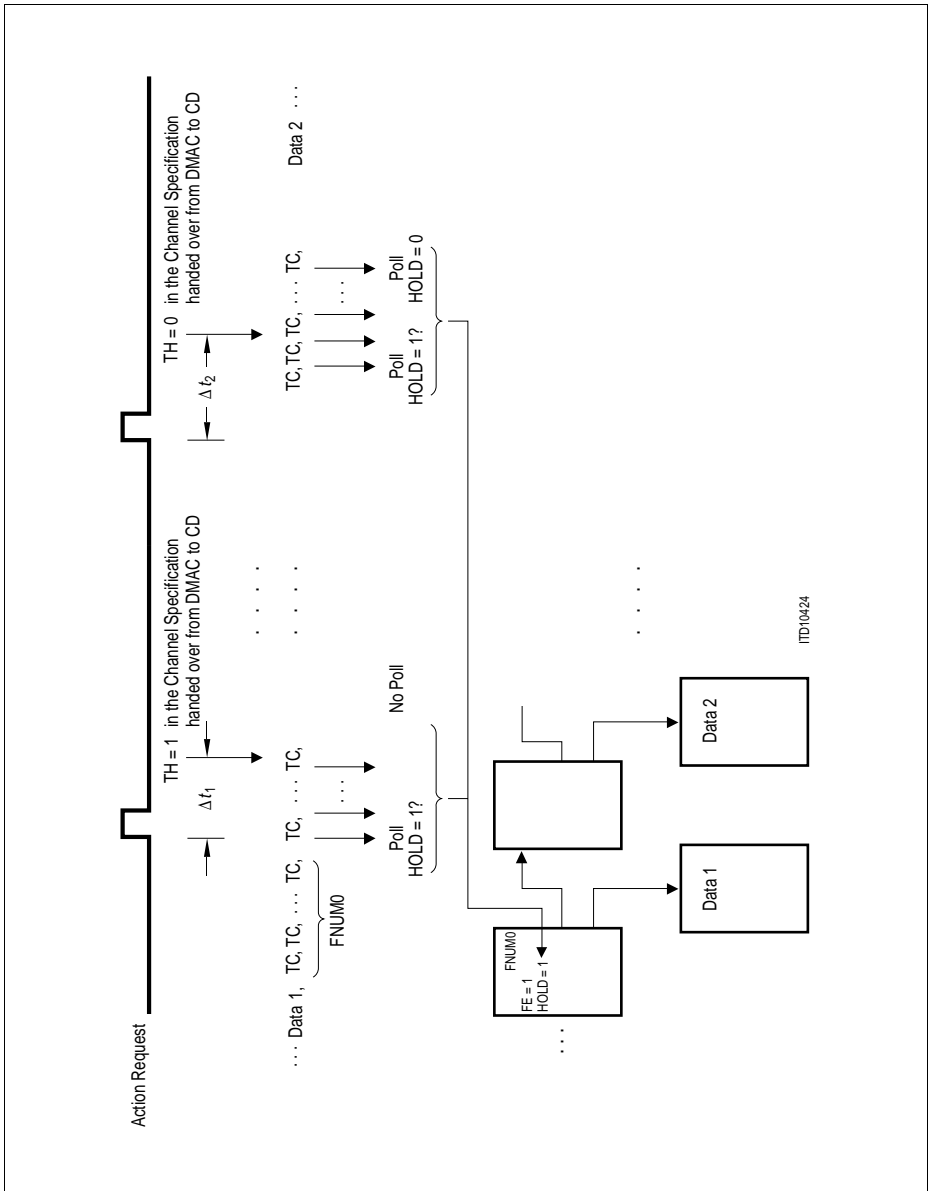 Action Request
TH = 1 in the Channel Specification
handed over from DMAC to CD
TH = 0 in the Channel Specification
handed over from DMAC to CD
Δt₁
Δt₂
· · · Data 1, TC, TC, · · · TC, TC, · · · TC,
· · · ·
· · · ·
TC, TC, TC, · · · TC, Data 2 · · ·
FNUM0
· · ·
· · ·
Poll
HOLD = 1?
No Poll
Poll
HOLD = 1?
Poll
HOLD = 0
FNUM0
FE = 1
HOLD = 1
· · ·
· · · ·
Data 1
Data 2
ITD10424